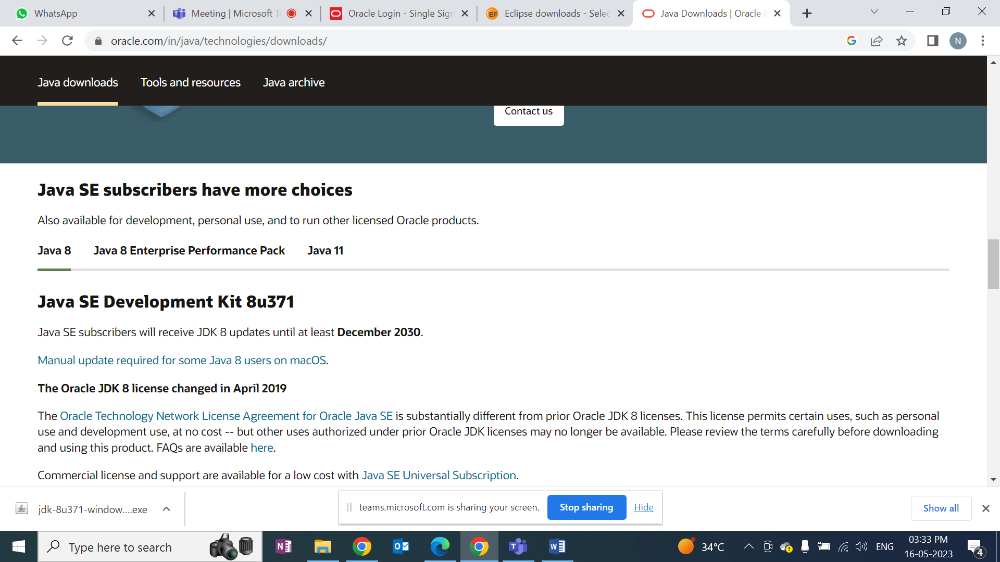 WhatsApp
Meeting | Microsoft Te
Oracle Login - Single Sign
Eclipse downloads - Selec
Java Downloads | Oracle I
oracle.com/in/java/technologies/downloads/
N
Java downloads Tools and resources Java archive
Contact us
Java SE subscribers have more choices
Also available for development, personal use, and to run other licensed Oracle products.
Java 8 Java 8 Enterprise Performance Pack Java 11
Java SE Development Kit 8u371
Java SE subscribers will receive JDK 8 updates until at least December 2030.
Manual update required for some Java 8 users on macOS.
The Oracle JDK 8 license changed in April 2019
The Oracle Technology Network License Agreement for Oracle Java SE is substantially different from prior Oracle JDK 8 licenses. This license permits certain uses, such as personal
use and development use, at no cost -- but other uses authorized under prior Oracle JDK licenses may no longer be available. Please review the terms carefully before downloading
and using this product. FAQs are available here.
Commercial license and support are available for a low cost with Java SE Universal Subscription.
jdk-8u371-window....exe
teams.microsoft.com is sharing your screen. Stop sharing Hide
Show all
Type here to search
34°C
ENG
03:33 PM
16-05-2023
4